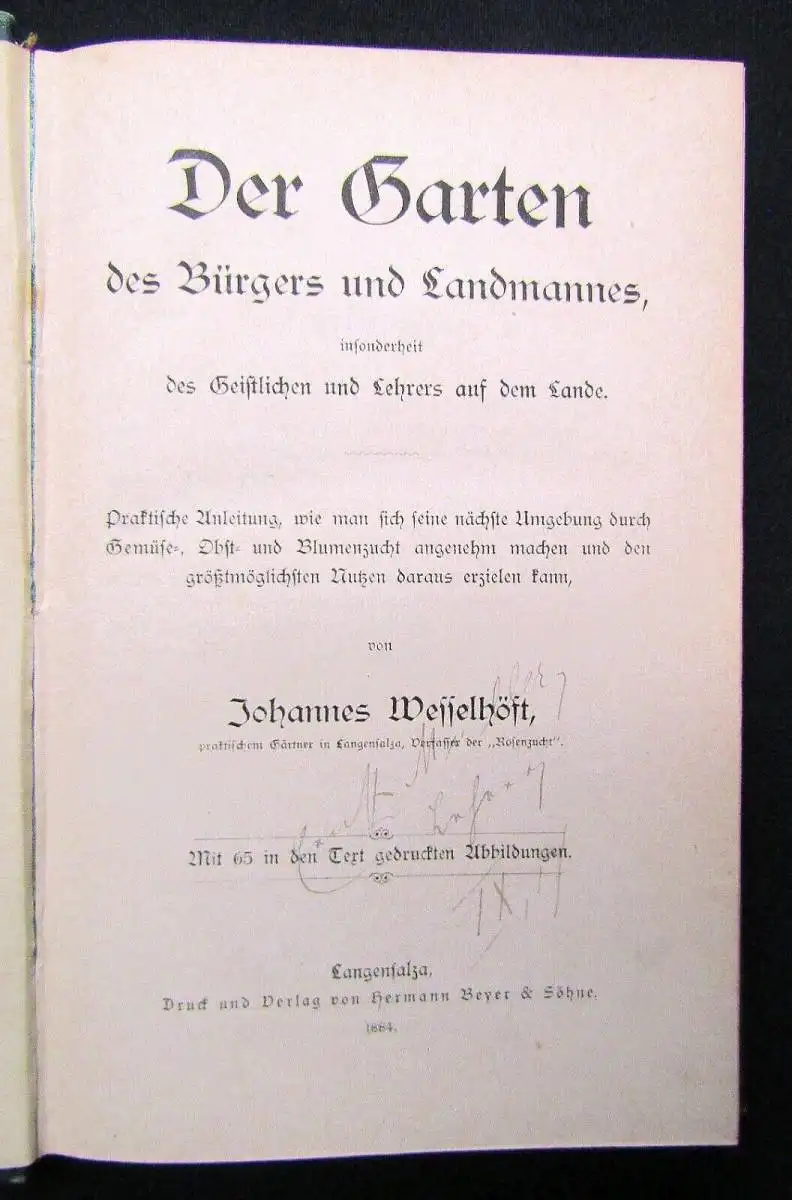 Der Garten
des Bürgers und Landmannes,
inſonderheit
des Geiſtlichen und Lehrers auf dem Lande.
Praktiſche Anleitung, wie man ſich ſeine nächſte Umgebung durch
Gemüſe-, Obſt- und Blumenzucht angenehm machen und den
größtmöglichſten Nutzen daraus erzielen kann,
von
Johannes Weſſelhöft,
praktiſchem Gärtner in Langenſalza, Verfaſſer der „Roſenzucht“.
Mit 65 in den Text gedruckten Abbildungen.
Langenſalza,
Druck und Verlag von Hermann Beyer & Söhne.
1884.